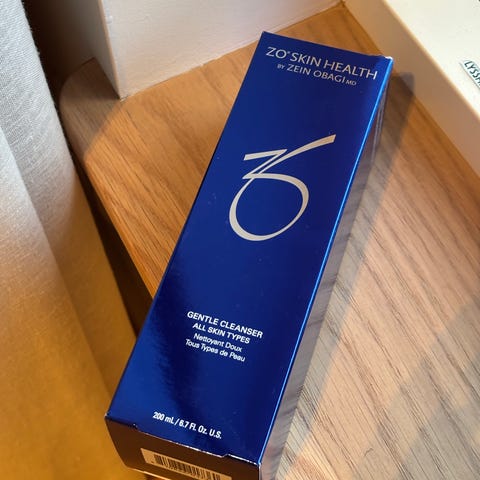 ZO® SKIN HEALTH
BY ZEIN OBAGI MD
ZO
GENTLE CLEANSER
ALL SKIN TYPES
Nettoyant Doux
Tous Types de Peau
200 mL / 6.7 Fl. Oz. U.S.